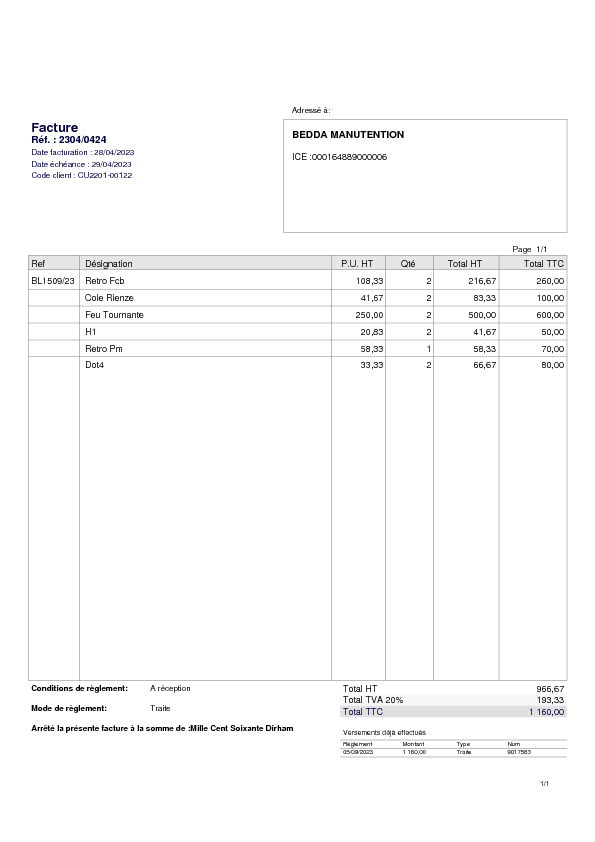 Adressé à:
Facture
Réf. : 2304/0424
Date facturation : 28/04/2023
Date échéance : 29/04/2023
Code client : CU2201-00122
BEDDA MANUTENTION
ICE :000164889000006
Page 1/1
Ref Désignation P.U. HT Qté Total HT Total TTC
BL1509/23 Retro Fcb 108,33 2 216,67 260,00
Cole Rienze 41,67 2 83,33 100,00
Feu Tournante 250,00 2 500,00 600,00
H1 20,83 2 41,67 50,00
Retro Pm 58,33 1 58,33 70,00
Dot4 33,33 2 66,67 80,00
Conditions de règlement: A réception
Mode de règlement: Traite
Arrêté la présente facture à la somme de :Mille Cent Soixante Dirham
Total HT 966,67
Total TVA 20% 193,33
Total TTC 1 160,00
Versements déjà effectués
Règlement Montant Type Num
05/09/2023 1 160,00 Traite 9017583
1/1